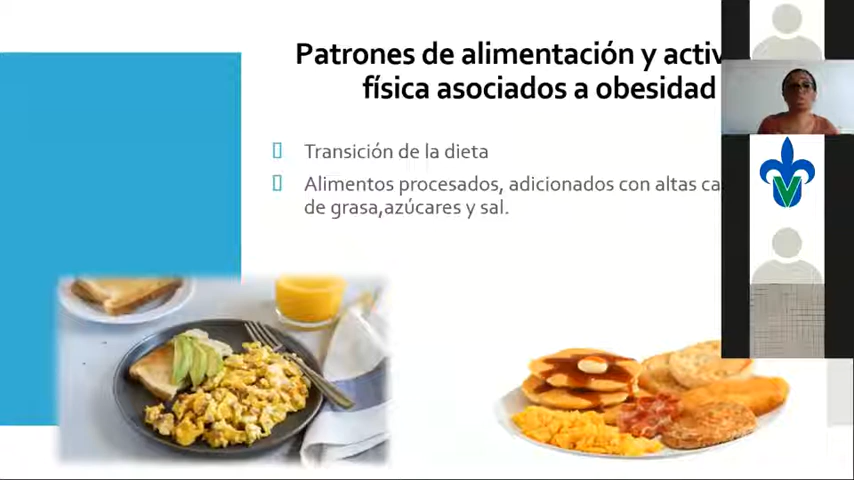 Patrones de alimentación y activ
física asociados a obesidad
Transición de la dieta
Alimentos procesados, adicionados con altas ca
de grasa,azúcares y sal.